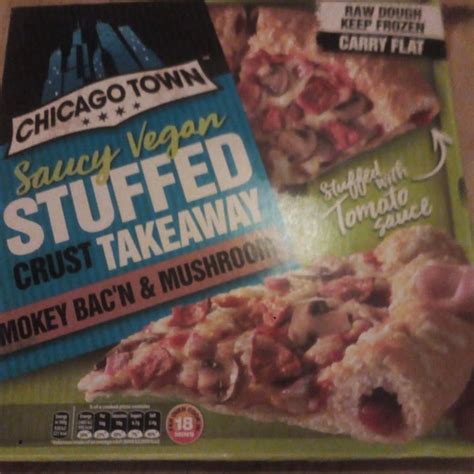 RAW DOUGH
KEEP FROZEN
CARRY FLAT
CHICAGO TOWN
Saucy Vegan
STUFFED
CRUST TAKEAWAY
MOKEY BAC'N & MUSHROOM
Stuffed with
Tomato
sauce
18